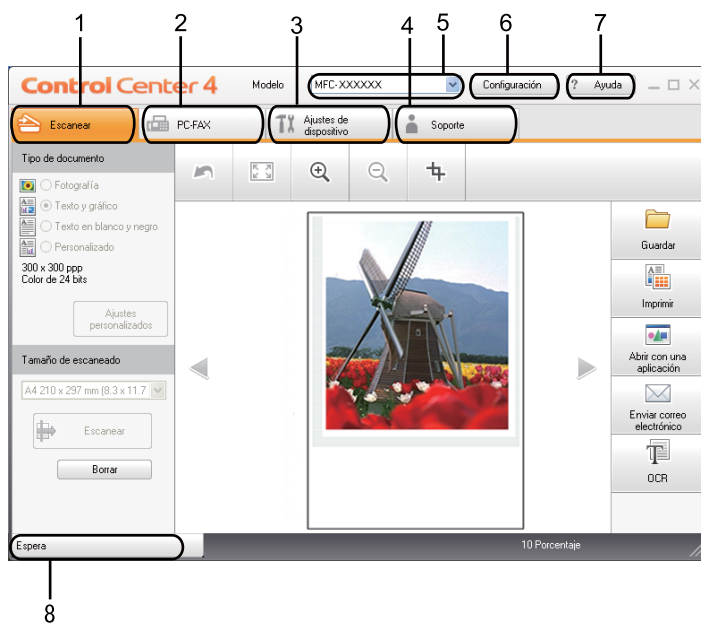 1 2 3 4 5 6 7
Control Center 4
Modelo
MFC-XXXXXX
Configuración
? Ayuda
Escanear
PC-FAX
Ajustes de
dispositivo
Soporte
Tipo de documento
Fotografía
Texto y gráfico
Texto en blanco y negro
Personalizado
300 x 300 ppp
Color de 24 bits
Ajustes
personalizados
Tamaño de escaneado
A4 210 x 297 mm (8.3 x 11.7
Escanear
Borrar
Guardar
Imprimir
Abrir con una
aplicación
Enviar correo
electrónico
OCR
Espera
10 Porcentaje
8